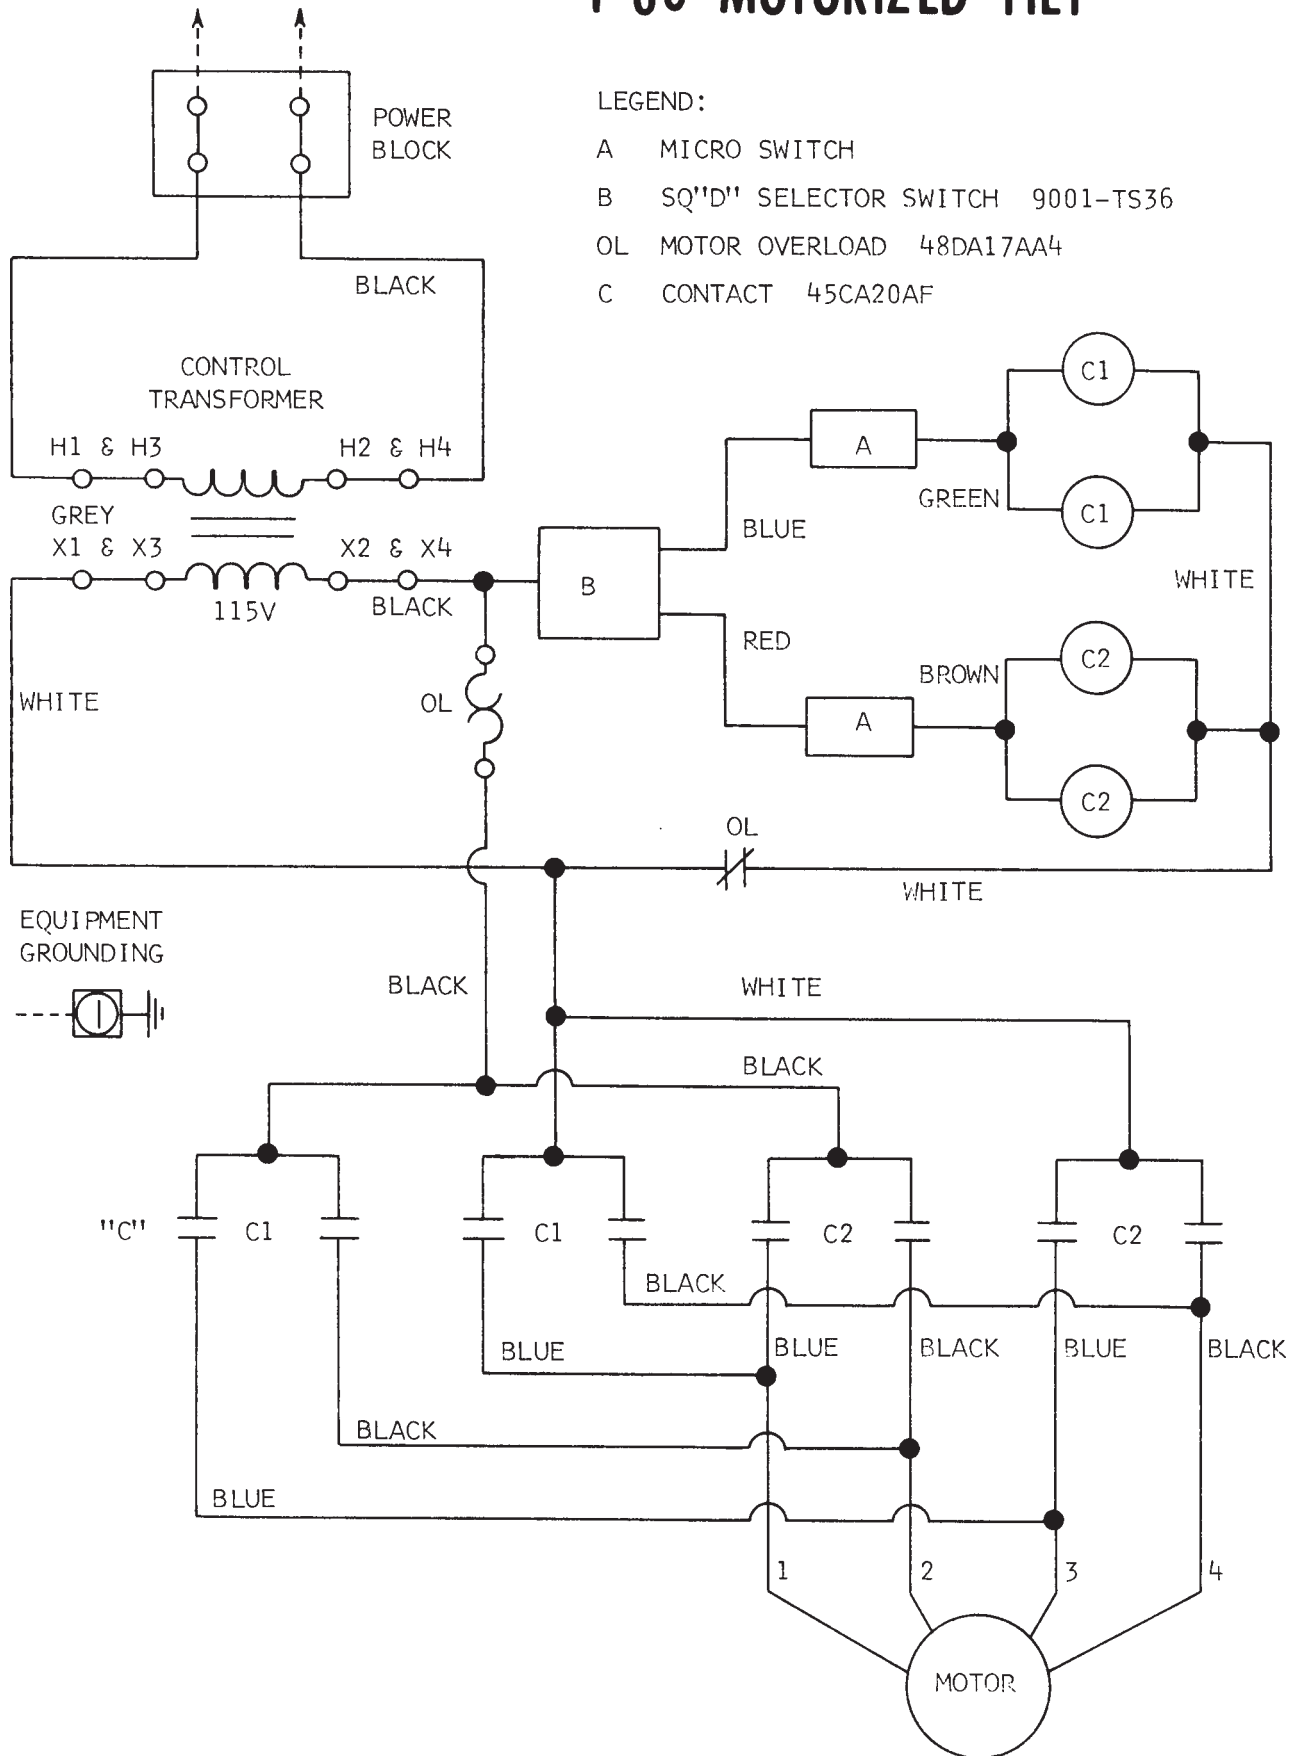 MOTORIZED TILT
POWER
BLOCK
LEGEND:
A MICRO SWITCH
B SQ"D" SELECTOR SWITCH 9001-TS36
OL MOTOR OVERLOAD 48DA17AA4
C CONTACT 45CA20AF
BLACK
CONTROL
TRANSFORMER
H1 & H3 H2 & H4
GREY
X1 & X3 X2 & X4
115V
BLACK
B
BLUE
A
GREEN
C1
C1
WHITE
RED
A
BROWN
C2
C2
WHITE
OL
OL
WHITE
EQUIPMENT
GROUNDING
BLACK
WHITE
BLACK
"C" C1 C1 C2 C2
BLACK
BLUE BLUE BLACK BLUE BLACK
BLACK
BLUE
1 2 3 4
MOTOR